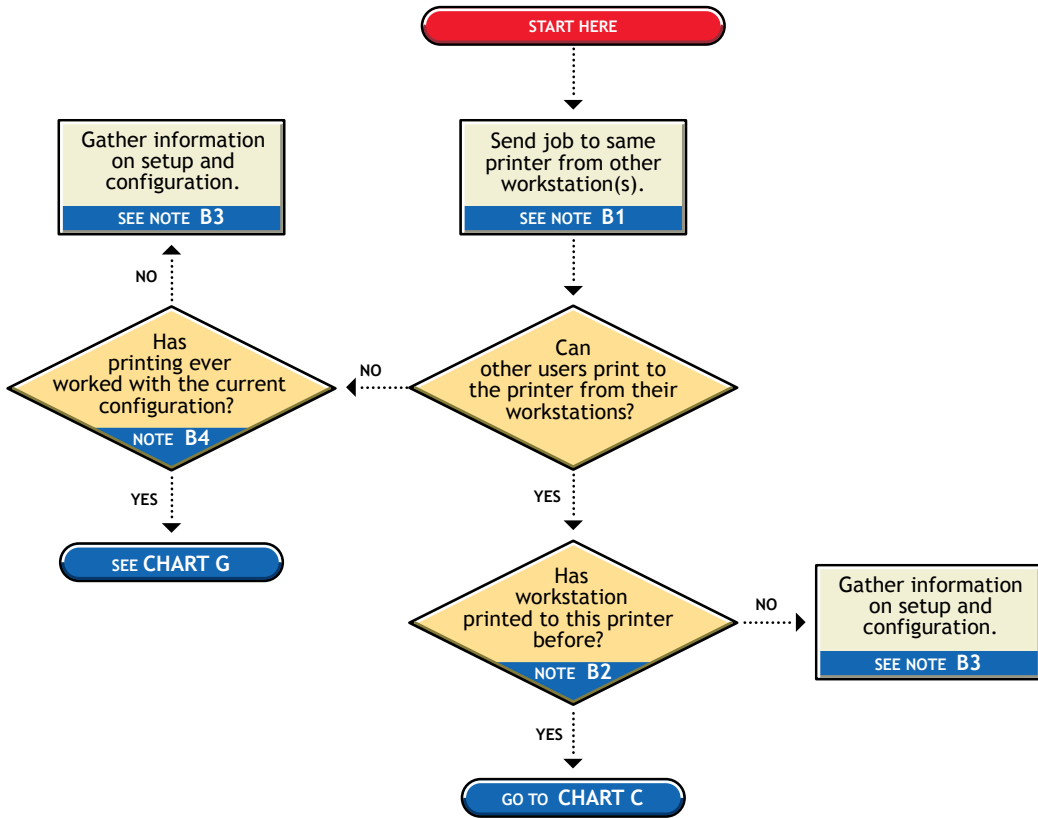 START HERE
Send job to same
printer from other
workstation(s).
SEE NOTE B1
Can
other users print to
the printer from their
workstations?
NO
Has
printing ever
worked with the current
configuration?
NOTE B4
NO
Gather information
on setup and
configuration.
SEE NOTE B3
YES
SEE CHART G
YES
Has
workstation
printed to this printer
before?
NOTE B2
NO
Gather information
on setup and
configuration.
SEE NOTE B3
YES
GO TO CHART C